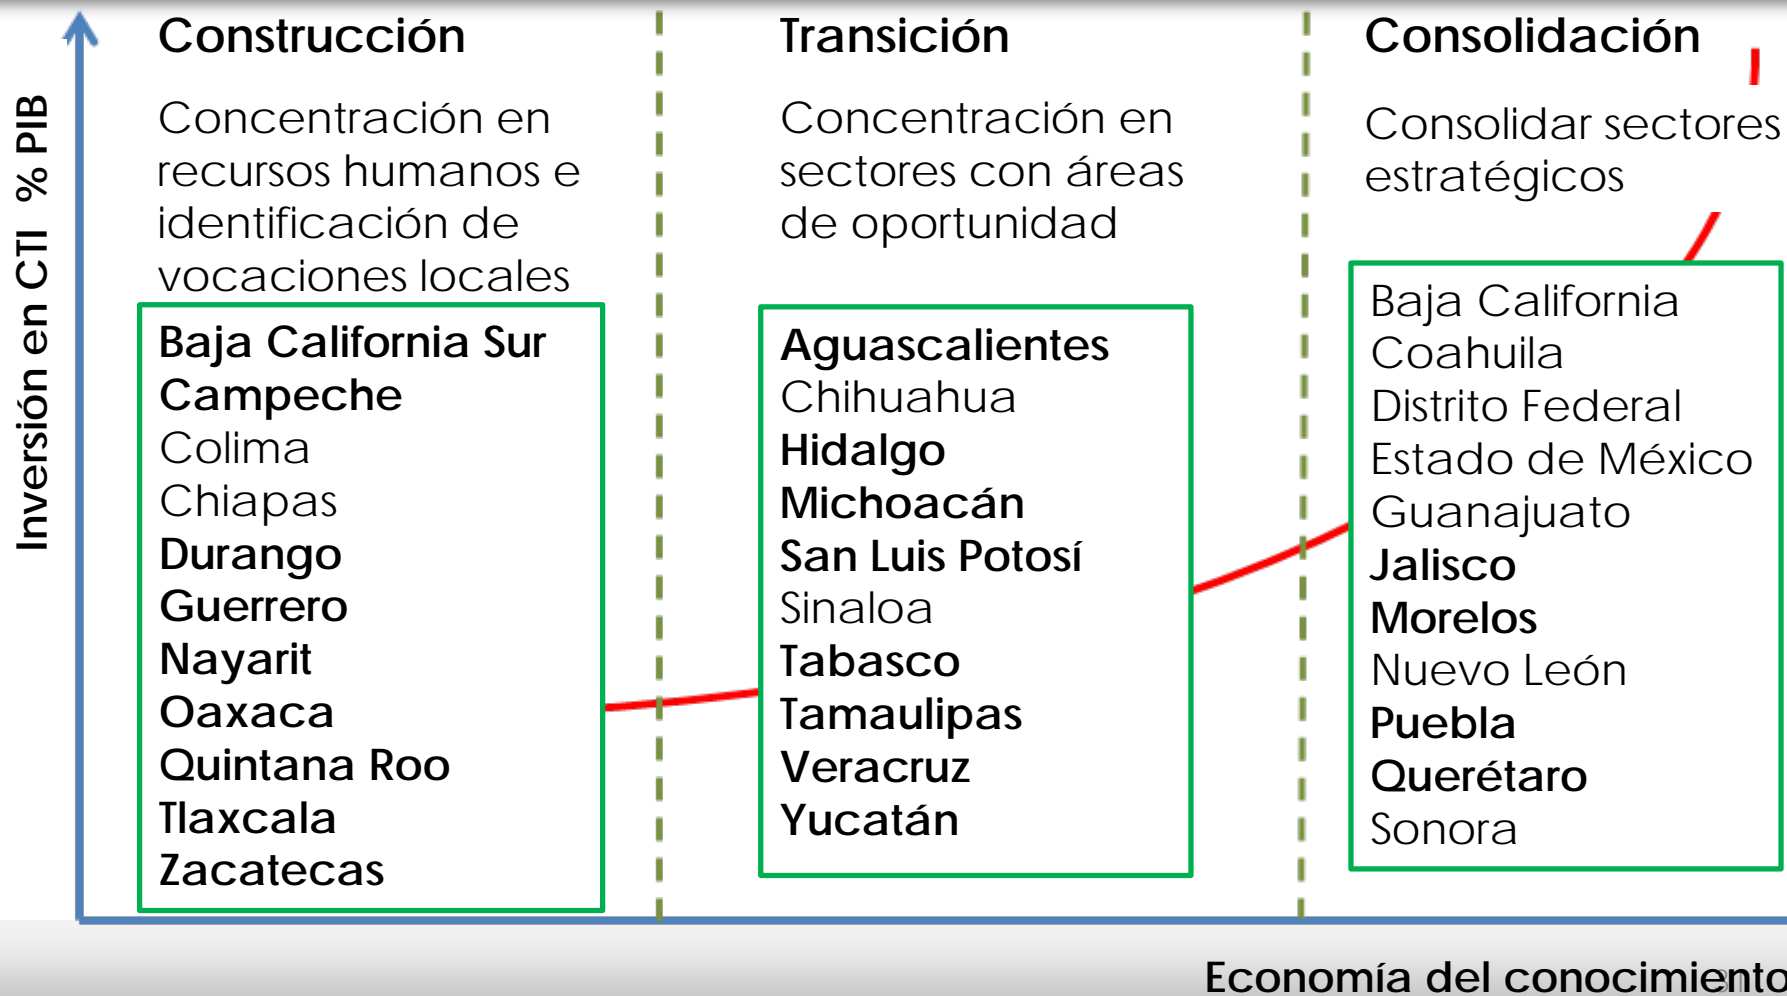 Inversión en CTI % PIB
Construcción
Concentración en
recursos humanos e
identificación de
vocaciones locales
Baja California Sur
Campeche
Colima
Chiapas
Durango
Guerrero
Nayarit
Oaxaca
Quintana Roo
Tlaxcala
Zacatecas
Transición
Concentración en
sectores con áreas
de oportunidad
Aguascalientes
Chihuahua
Hidalgo
Michoacán
San Luis Potosí
Sinaloa
Tabasco
Tamaulipas
Veracruz
Yucatán
Consolidación
Consolidar sectores
estratégicos
Baja California
Coahuila
Distrito Federal
Estado de México
Guanajuato
Jalisco
Morelos
Nuevo León
Puebla
Querétaro
Sonora
Economía del conocimiento